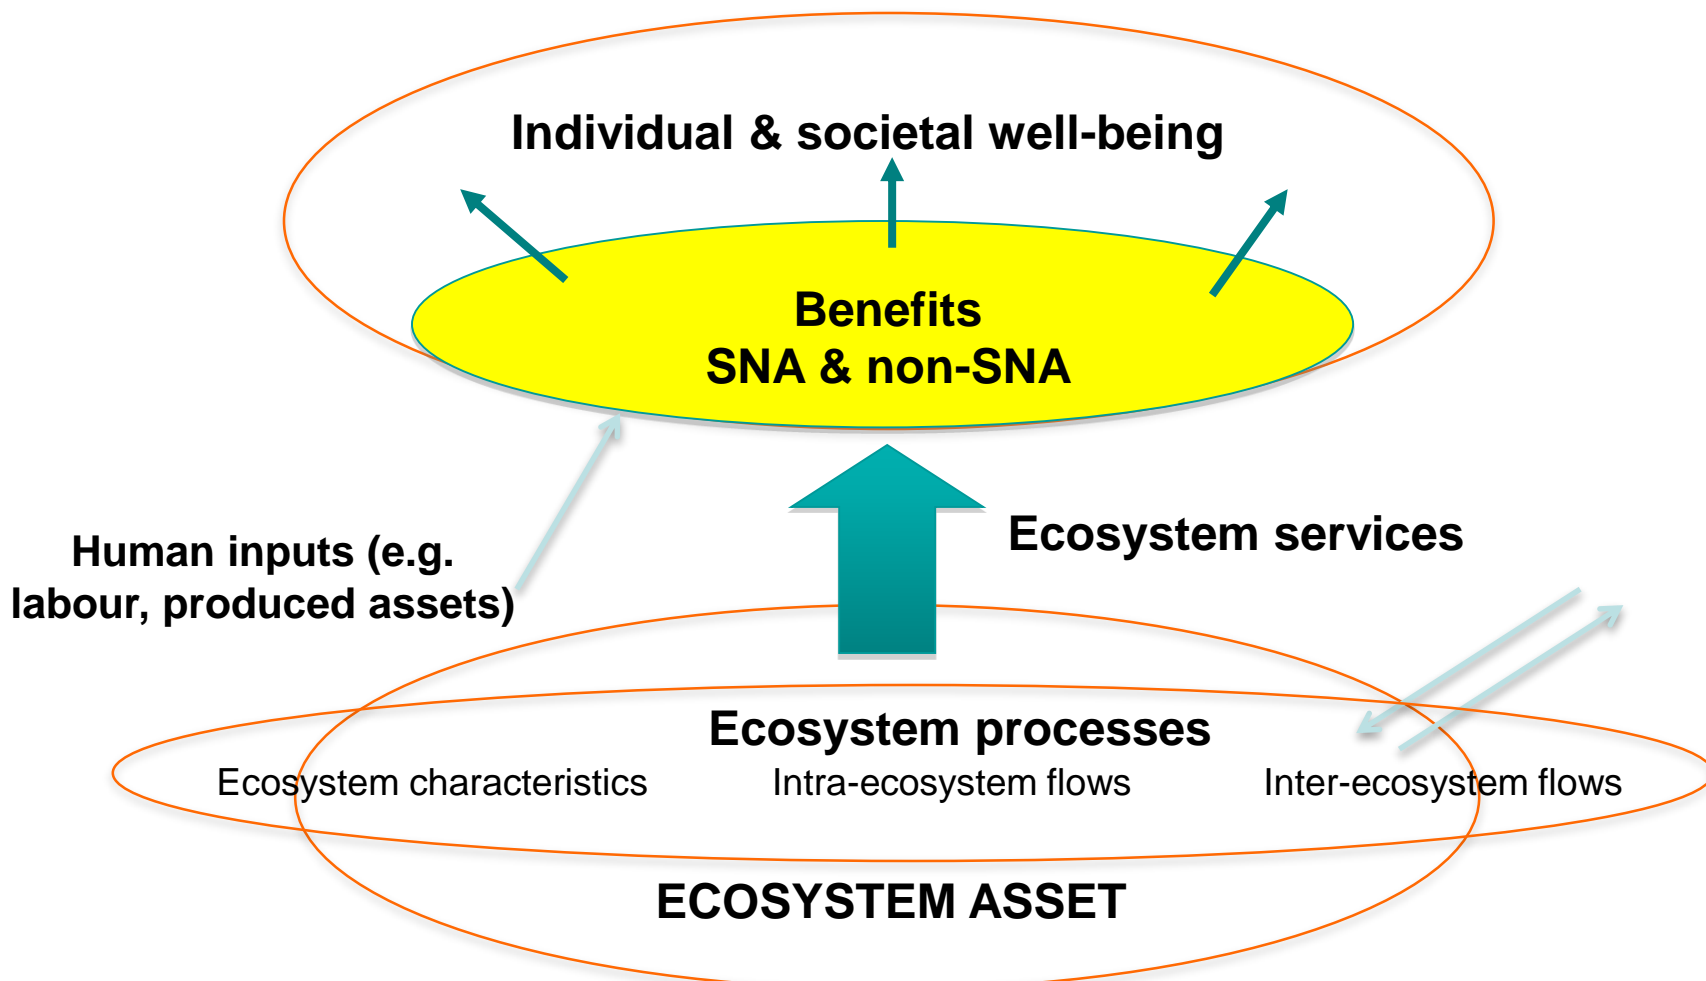 Individual & societal well-being
Benefits
SNA & non-SNA
Ecosystem services
Human inputs (e.g.
labour, produced assets)
Ecosystem processes
Ecosystem characteristics
Intra-ecosystem flows
Inter-ecosystem flows
ECOSYSTEM ASSET